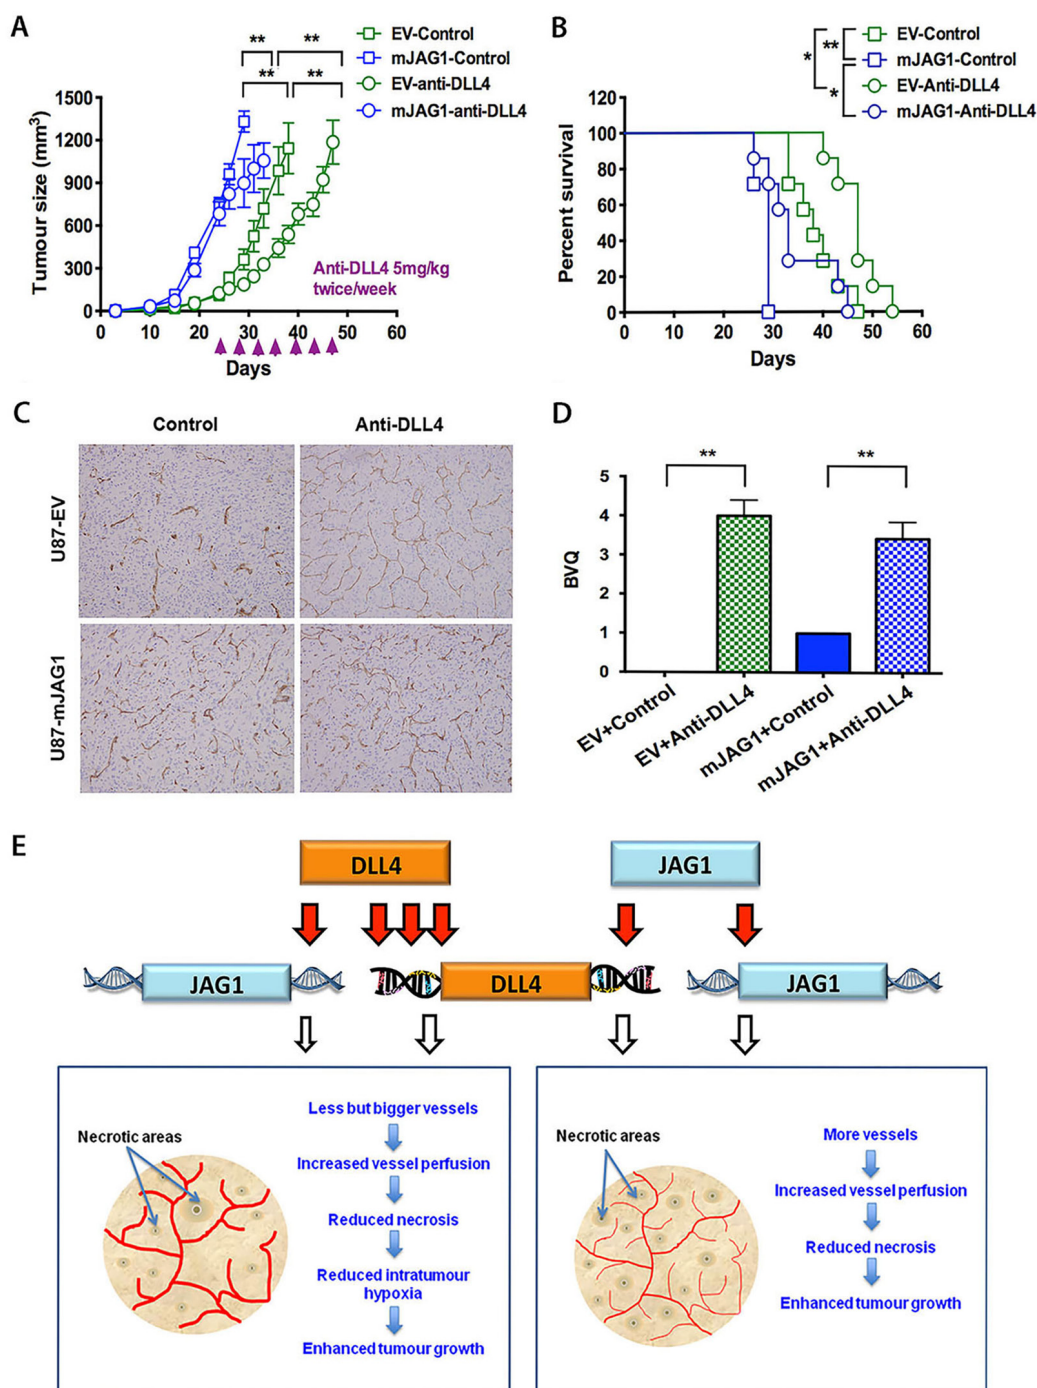 A
** **
** **
EV-Control
mJAG1-Control
EV-anti-DLL4
mJAG1-anti-DLL4
Tumour size (mm³)
1500
1200
900
600
300
0
0 10 20 30 40 50 60
Days
Anti-DLL4 5mg/kg
twice/week
B
* ** *
EV-Control
mJAG1-Control
EV-Anti-DLL4
mJAG1-Anti-DLL4
Percent survival
120
100
80
60
40
20
0
0 10 20 30 40 50 60
Days
C
Control Anti-DLL4
U87-EV
U87-mJAG1
D
** **
BVQ
5
4
3
2
1
0
EV+Control
EV+Anti-DLL4
mJAG1+Control
mJAG1+Anti-DLL4
E
DLL4 JAG1
JAG1 DLL4 JAG1
Necrotic areas
Less but bigger vessels
Increased vessel perfusion
Reduced necrosis
Reduced intratumour
hypoxia
Enhanced tumour growth
Necrotic areas
More vessels
Increased vessel perfusion
Reduced necrosis
Enhanced tumour growth